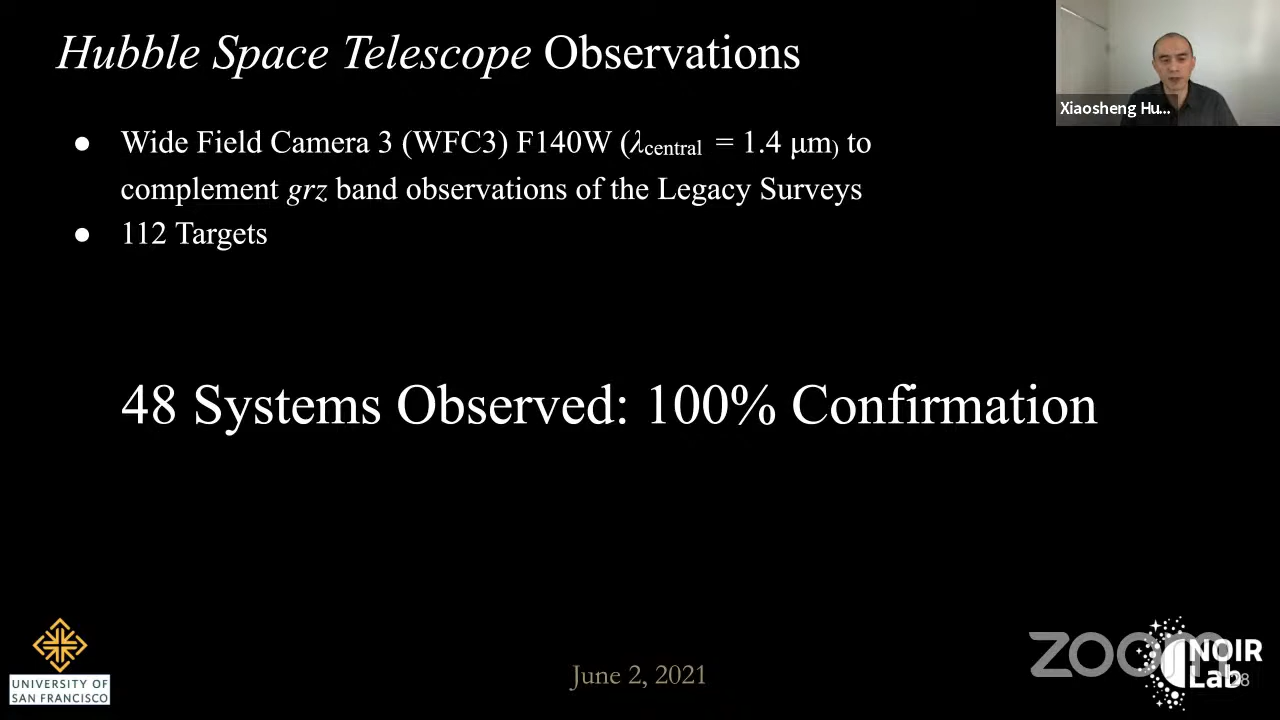 Hubble Space Telescope Observations
Xiaosheng Hu...
● Wide Field Camera 3 (WFC3) F140W (λcentral = 1.4 μm) to
complement grz band observations of the Legacy Surveys
● 112 Targets
48 Systems Observed: 100% Confirmation
UNIVERSITY OF
SAN FRANCISCO
June 2, 2021
zoom
NOIR
Lab